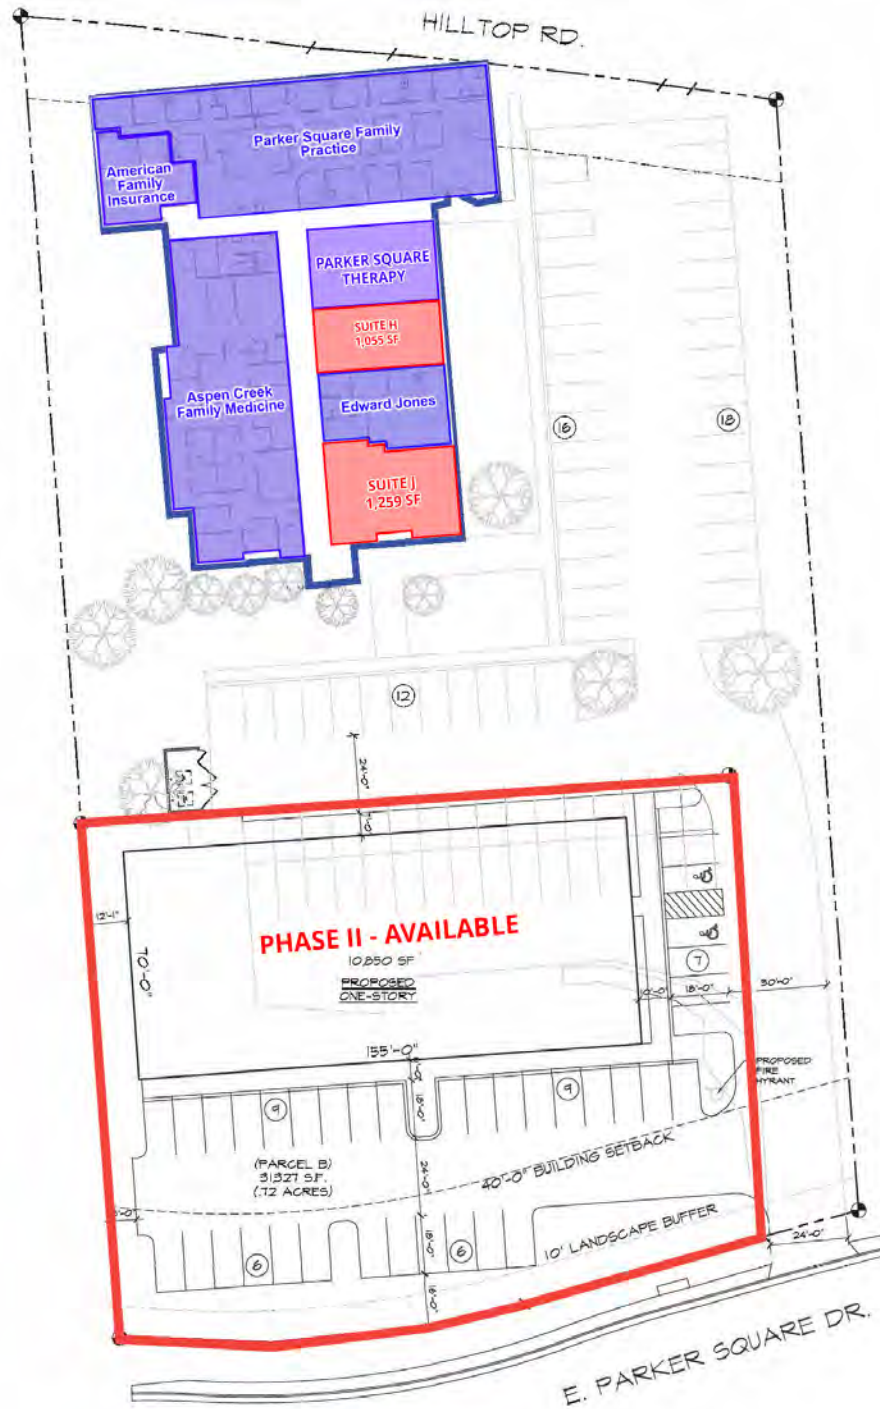 HILLTOP RD.
Parker Square Family
Practice
American
Family
Insurance
PARKER SQUARE
THERAPY
SUITE H
1,055 SF
Aspen Creek
Family Medicine
Edward Jones
SUITE J
1,259 SF
16
18
12
24'-0"
12'-1"
70'-0"
PHASE II - AVAILABLE
10,850 SF
PROPOSED
ONE-STORY
7
18'-0"
30'-0"
155'-0"
PROPOSED
FIRE
HYRANT
9
9
18'-0"
(PARCEL B)
31,327 S.F.
(.72 ACRES)
24'-0"
40'-0" BUILDING SETBACK
10' LANDSCAPE BUFFER
18'-0"
6
6
24'-0"
16'-0"
E. PARKER SQUARE DR.